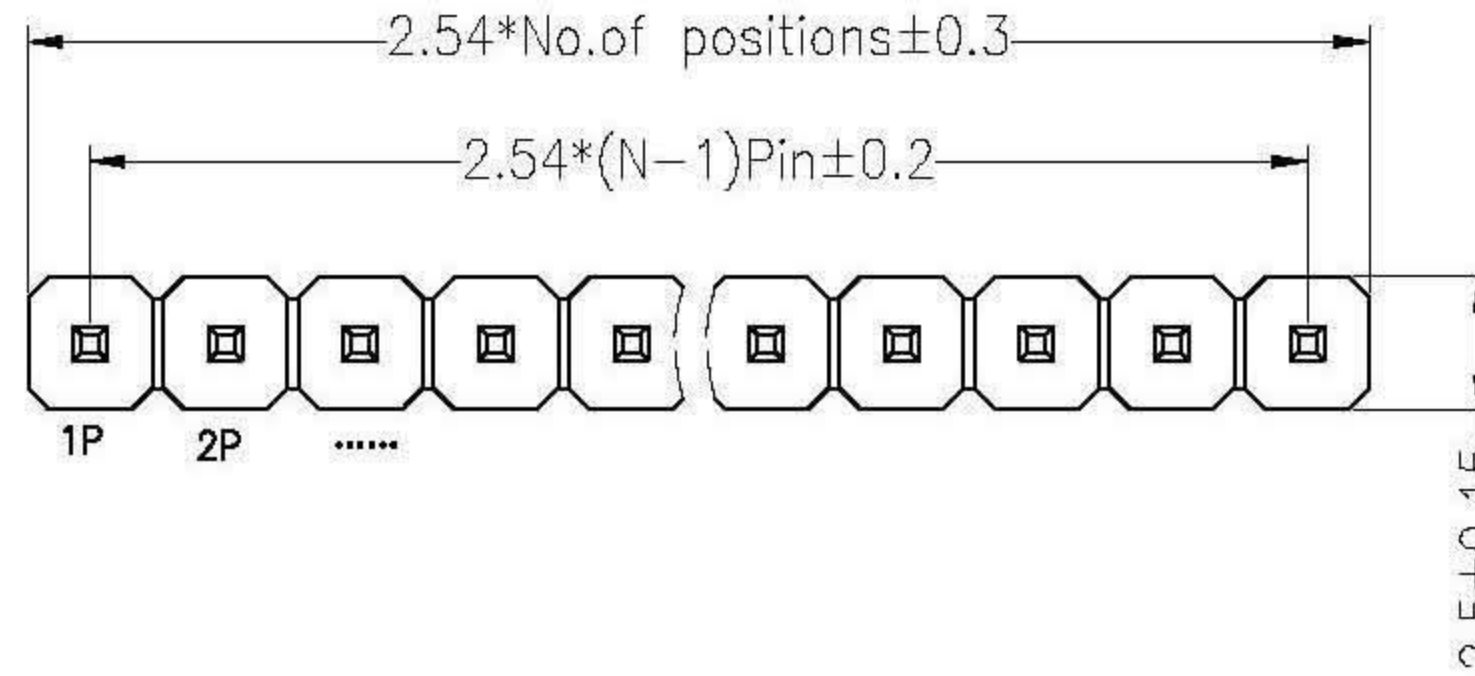 2.54*No.of positions±0.3
2.54*(N-1)Pin±0.2
1P
2P
......